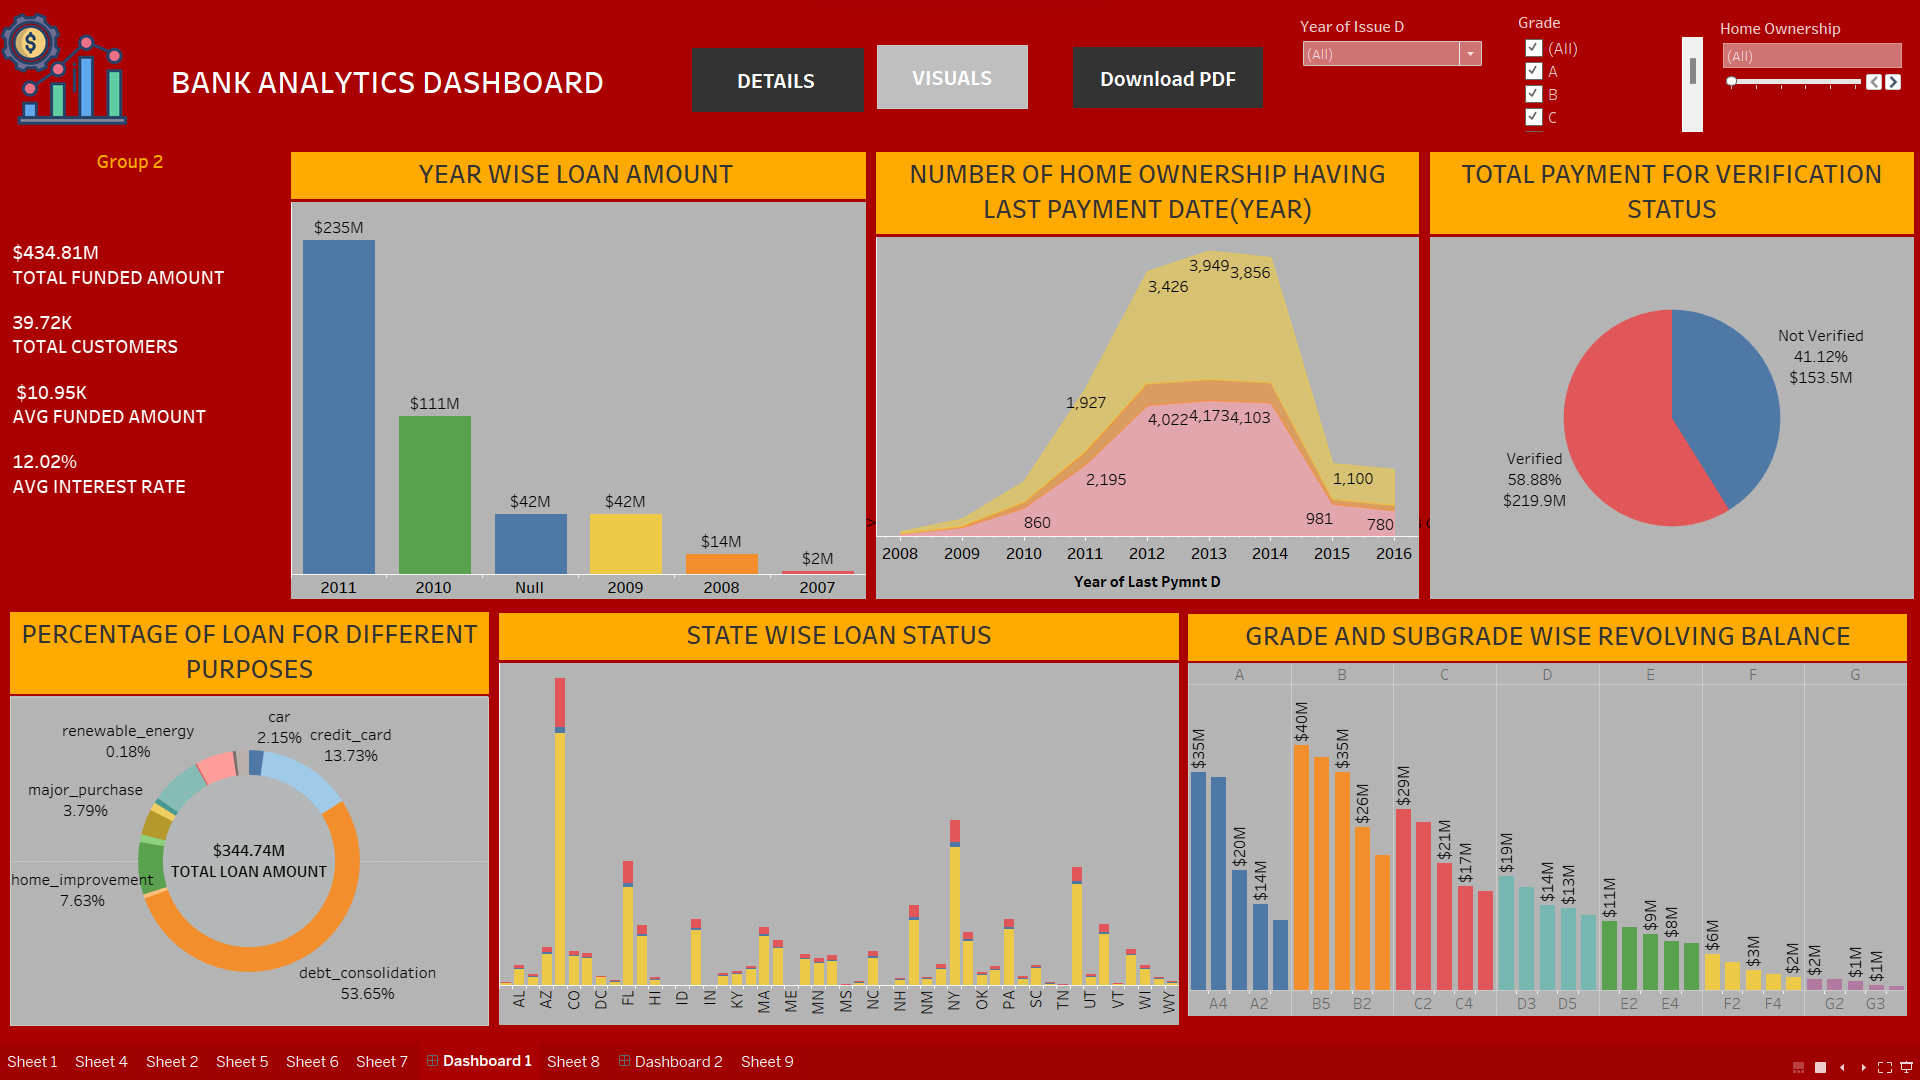 BANK ANALYTICS DASHBOARD
DETAILS
VISUALS
Download PDF
Year of Issue D
(All)
Grade
(All)
A
B
C
Home Ownership
(All)
Group 2
$434.81M
TOTAL FUNDED AMOUNT
39.72K
TOTAL CUSTOMERS
$10.95K
AVG FUNDED AMOUNT
12.02%
AVG INTEREST RATE
YEAR WISE LOAN AMOUNT
$235M
$111M
$42M
$42M
$14M
$2M
2011
2010
Null
2009
2008
2007
NUMBER OF HOME OWNERSHIP HAVING
LAST PAYMENT DATE(YEAR)
3,949
3,856
3,426
1,927
4,022
4,173
4,103
2,195
1,100
860
981
780
2008
2009
2010
2011
2012
2013
2014
2015
2016
Year of Last Pymnt D
TOTAL PAYMENT FOR VERIFICATION
STATUS
Not Verified
41.12%
$153.5M
Verified
58.88%
$219.9M
PERCENTAGE OF LOAN FOR DIFFERENT
PURPOSES
car
2.15%
credit_card
13.73%
renewable_energy
0.18%
major_purchase
3.79%
$344.74M
TOTAL LOAN AMOUNT
home_improvement
7.63%
debt_consolidation
53.65%
STATE WISE LOAN STATUS
AL
AZ
CO
DC
FL
HI
ID
IN
KY
MA
ME
MN
MS
NC
NH
NM
NY
OK
PA
SC
TN
UT
VT
WI
WY
GRADE AND SUBGRADE WISE REVOLVING BALANCE
A
B
C
D
E
F
G
$35M
$20M
$14M
$40M
$35M
$26M
$29M
$21M
$17M
$19M
$14M
$13M
$11M
$9M
$8M
$6M
$3M
$2M
$2M
$1M
$1M
A4
A2
B5
B2
C2
C4
D3
D5
E2
E4
F2
F4
G2
G3
Sheet 1
Sheet 4
Sheet 2
Sheet 5
Sheet 6
Sheet 7
Dashboard 1
Sheet 8
Dashboard 2
Sheet 9